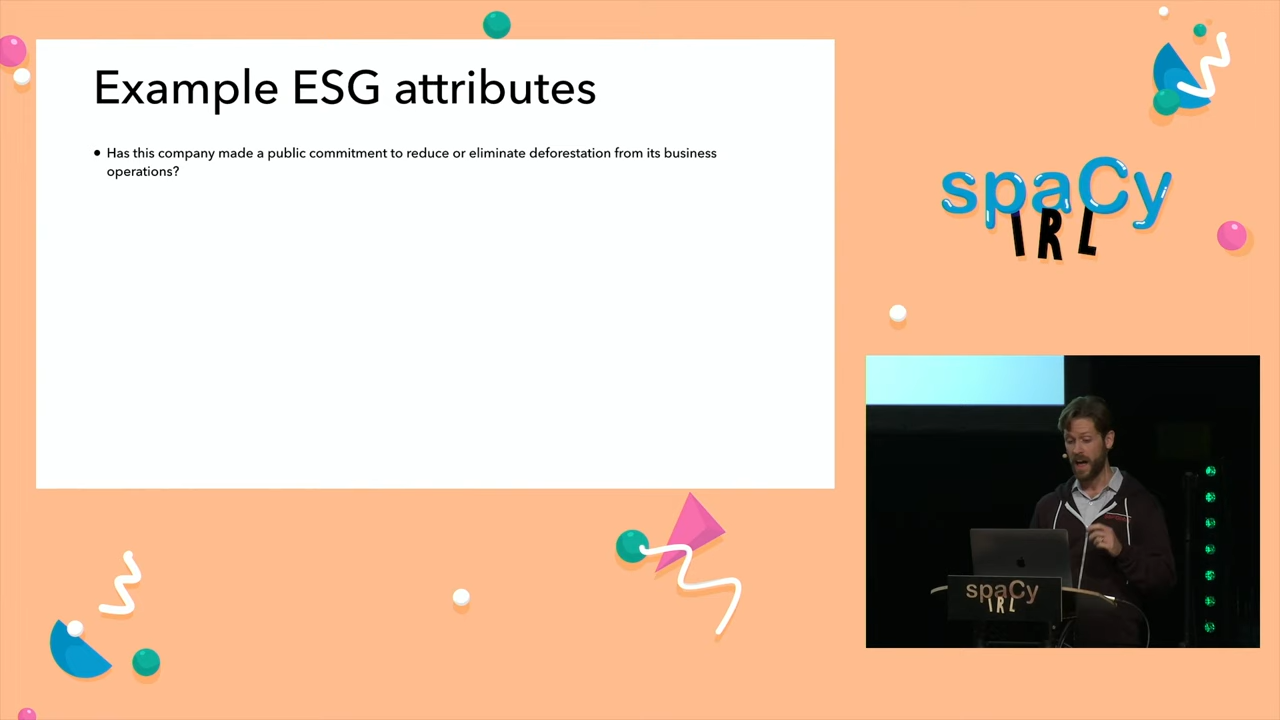 Example ESG attributes
• Has this company made a public commitment to reduce or eliminate deforestation from its business
operations?
spaCy
IRL
spaCy
IRL